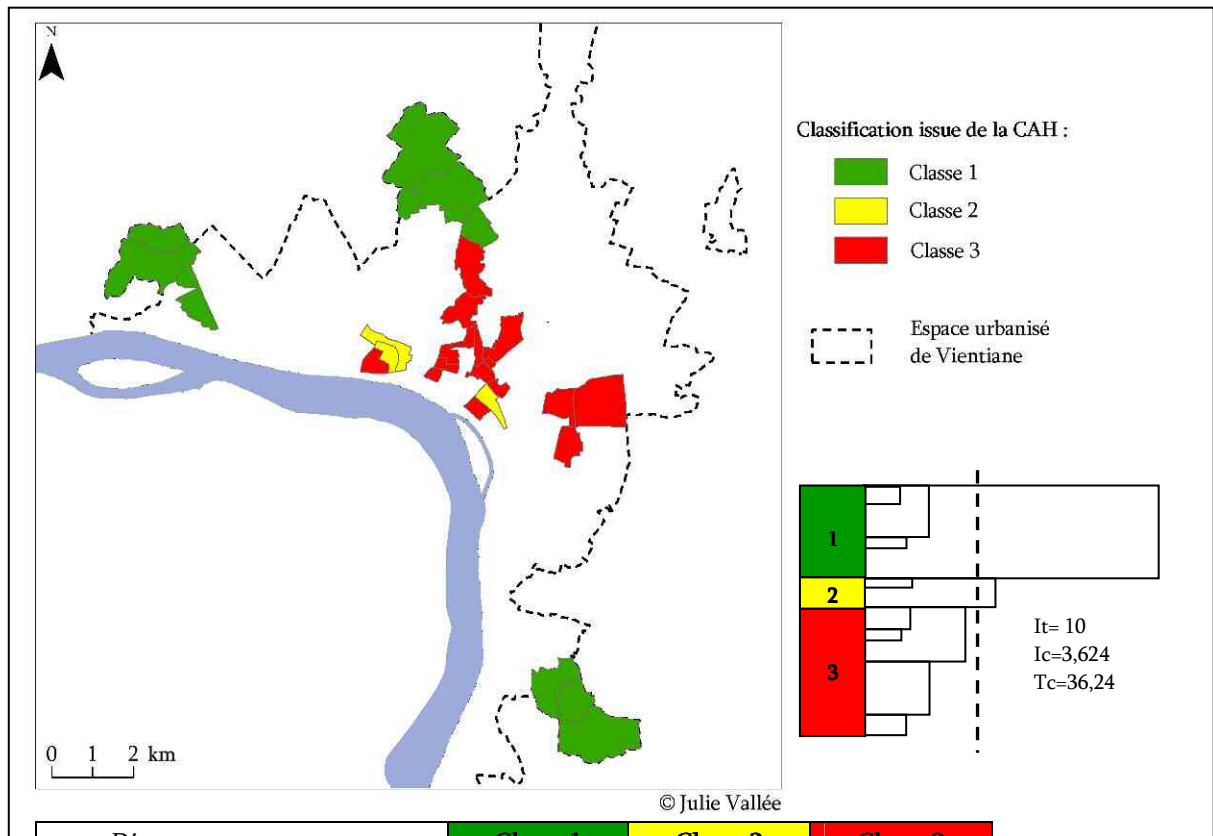 N
Classification issue de la CAH :
Classe 1
Classe 2
Classe 3
Espace urbanisé
de Vientiane
1
2
3
It= 10
Ic=3,624
Tc=36,24
0 1 2 km
© Julie Vallée